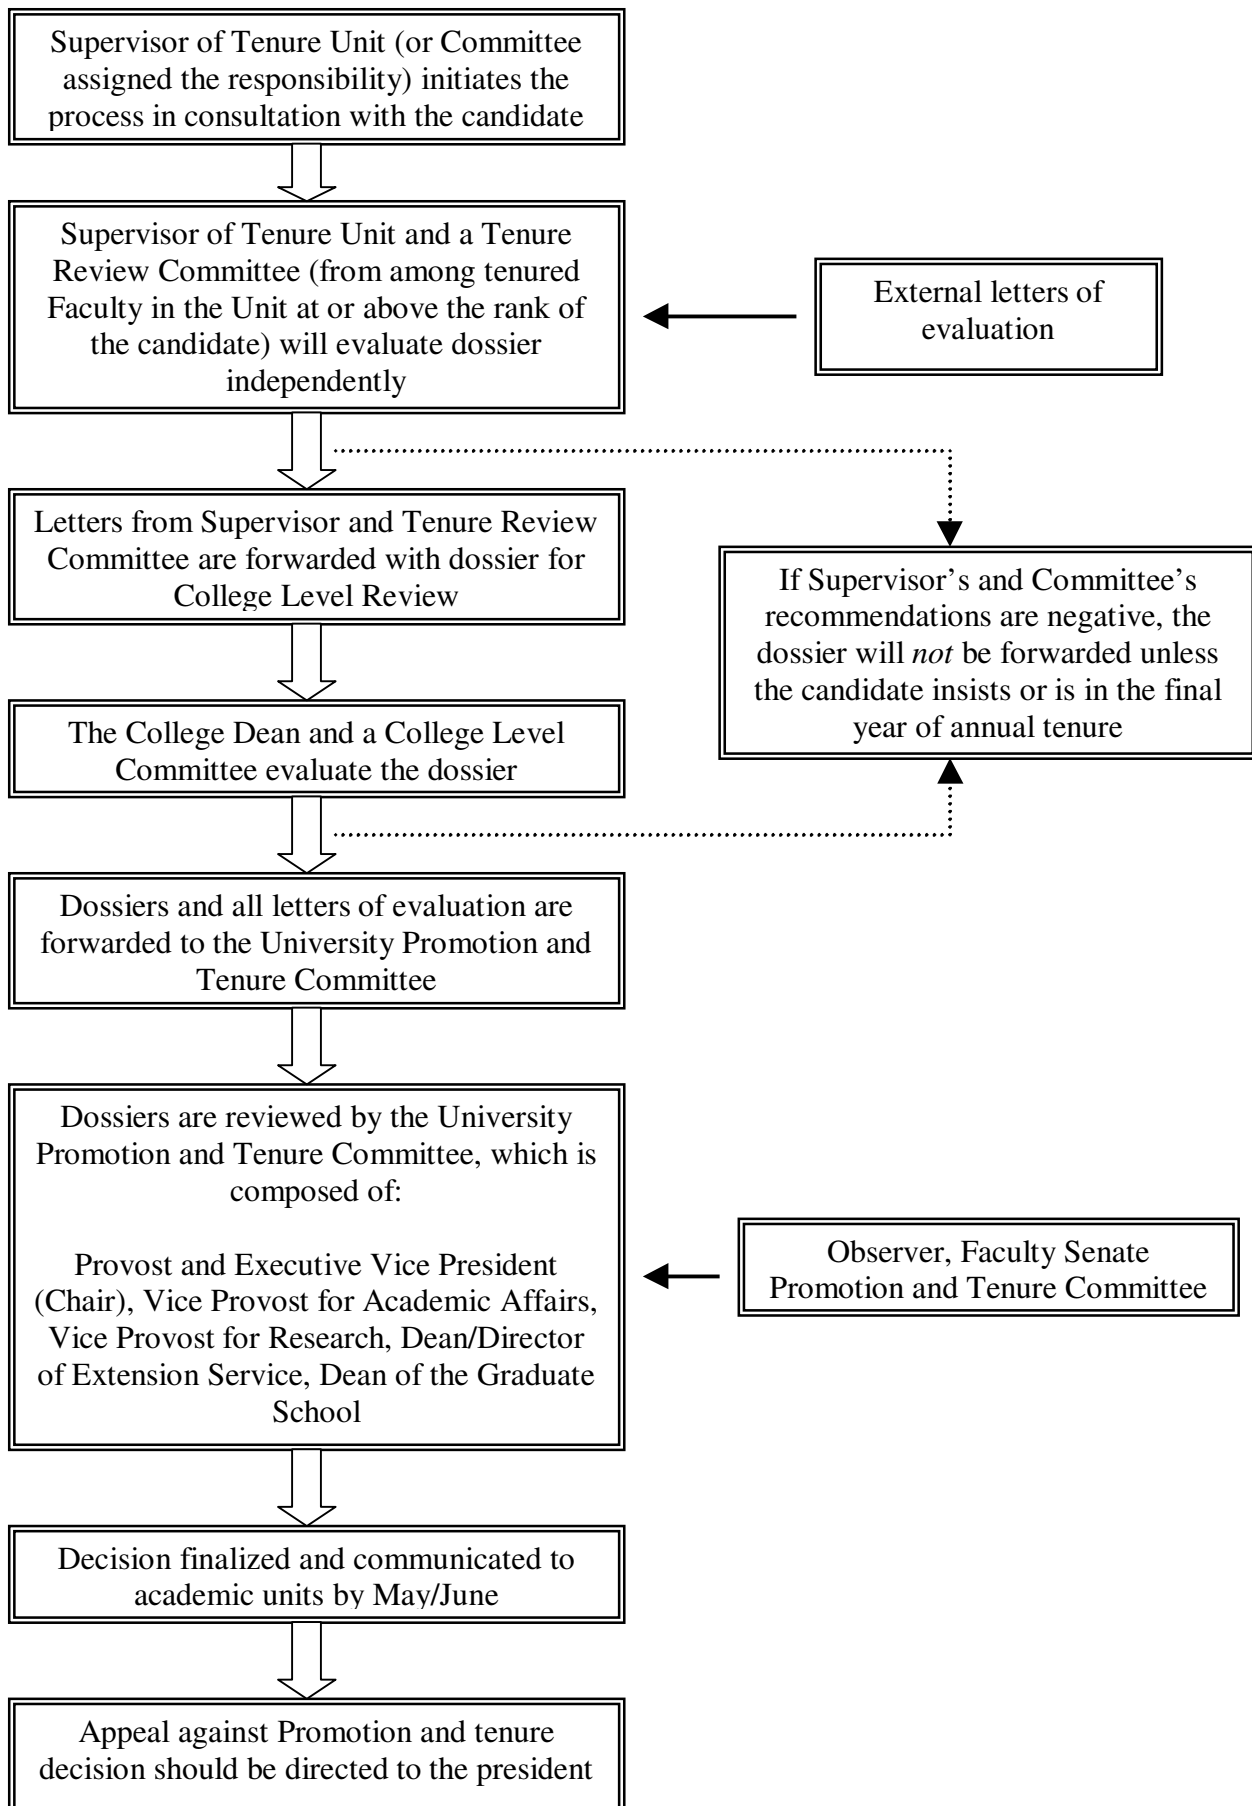 Supervisor of Tenure Unit (or Committee
assigned the responsibility) initiates the
process in consultation with the candidate
Supervisor of Tenure Unit and a Tenure
Review Committee (from among tenured
Faculty in the Unit at or above the rank of
the candidate) will evaluate dossier
independently
External letters of
evaluation
Letters from Supervisor and Tenure Review
Committee are forwarded with dossier for
College Level Review
If Supervisor’s and Committee’s
recommendations are negative, the
dossier will not be forwarded unless
the candidate insists or is in the final
year of annual tenure
The College Dean and a College Level
Committee evaluate the dossier
Dossiers and all letters of evaluation are
forwarded to the University Promotion and
Tenure Committee
Dossiers are reviewed by the University
Promotion and Tenure Committee, which is
composed of:
Provost and Executive Vice President
(Chair), Vice Provost for Academic Affairs,
Vice Provost for Research, Dean/Director
of Extension Service, Dean of the Graduate
School
Observer, Faculty Senate
Promotion and Tenure Committee
Decision finalized and communicated to
academic units by May/June
Appeal against Promotion and tenure
decision should be directed to the president